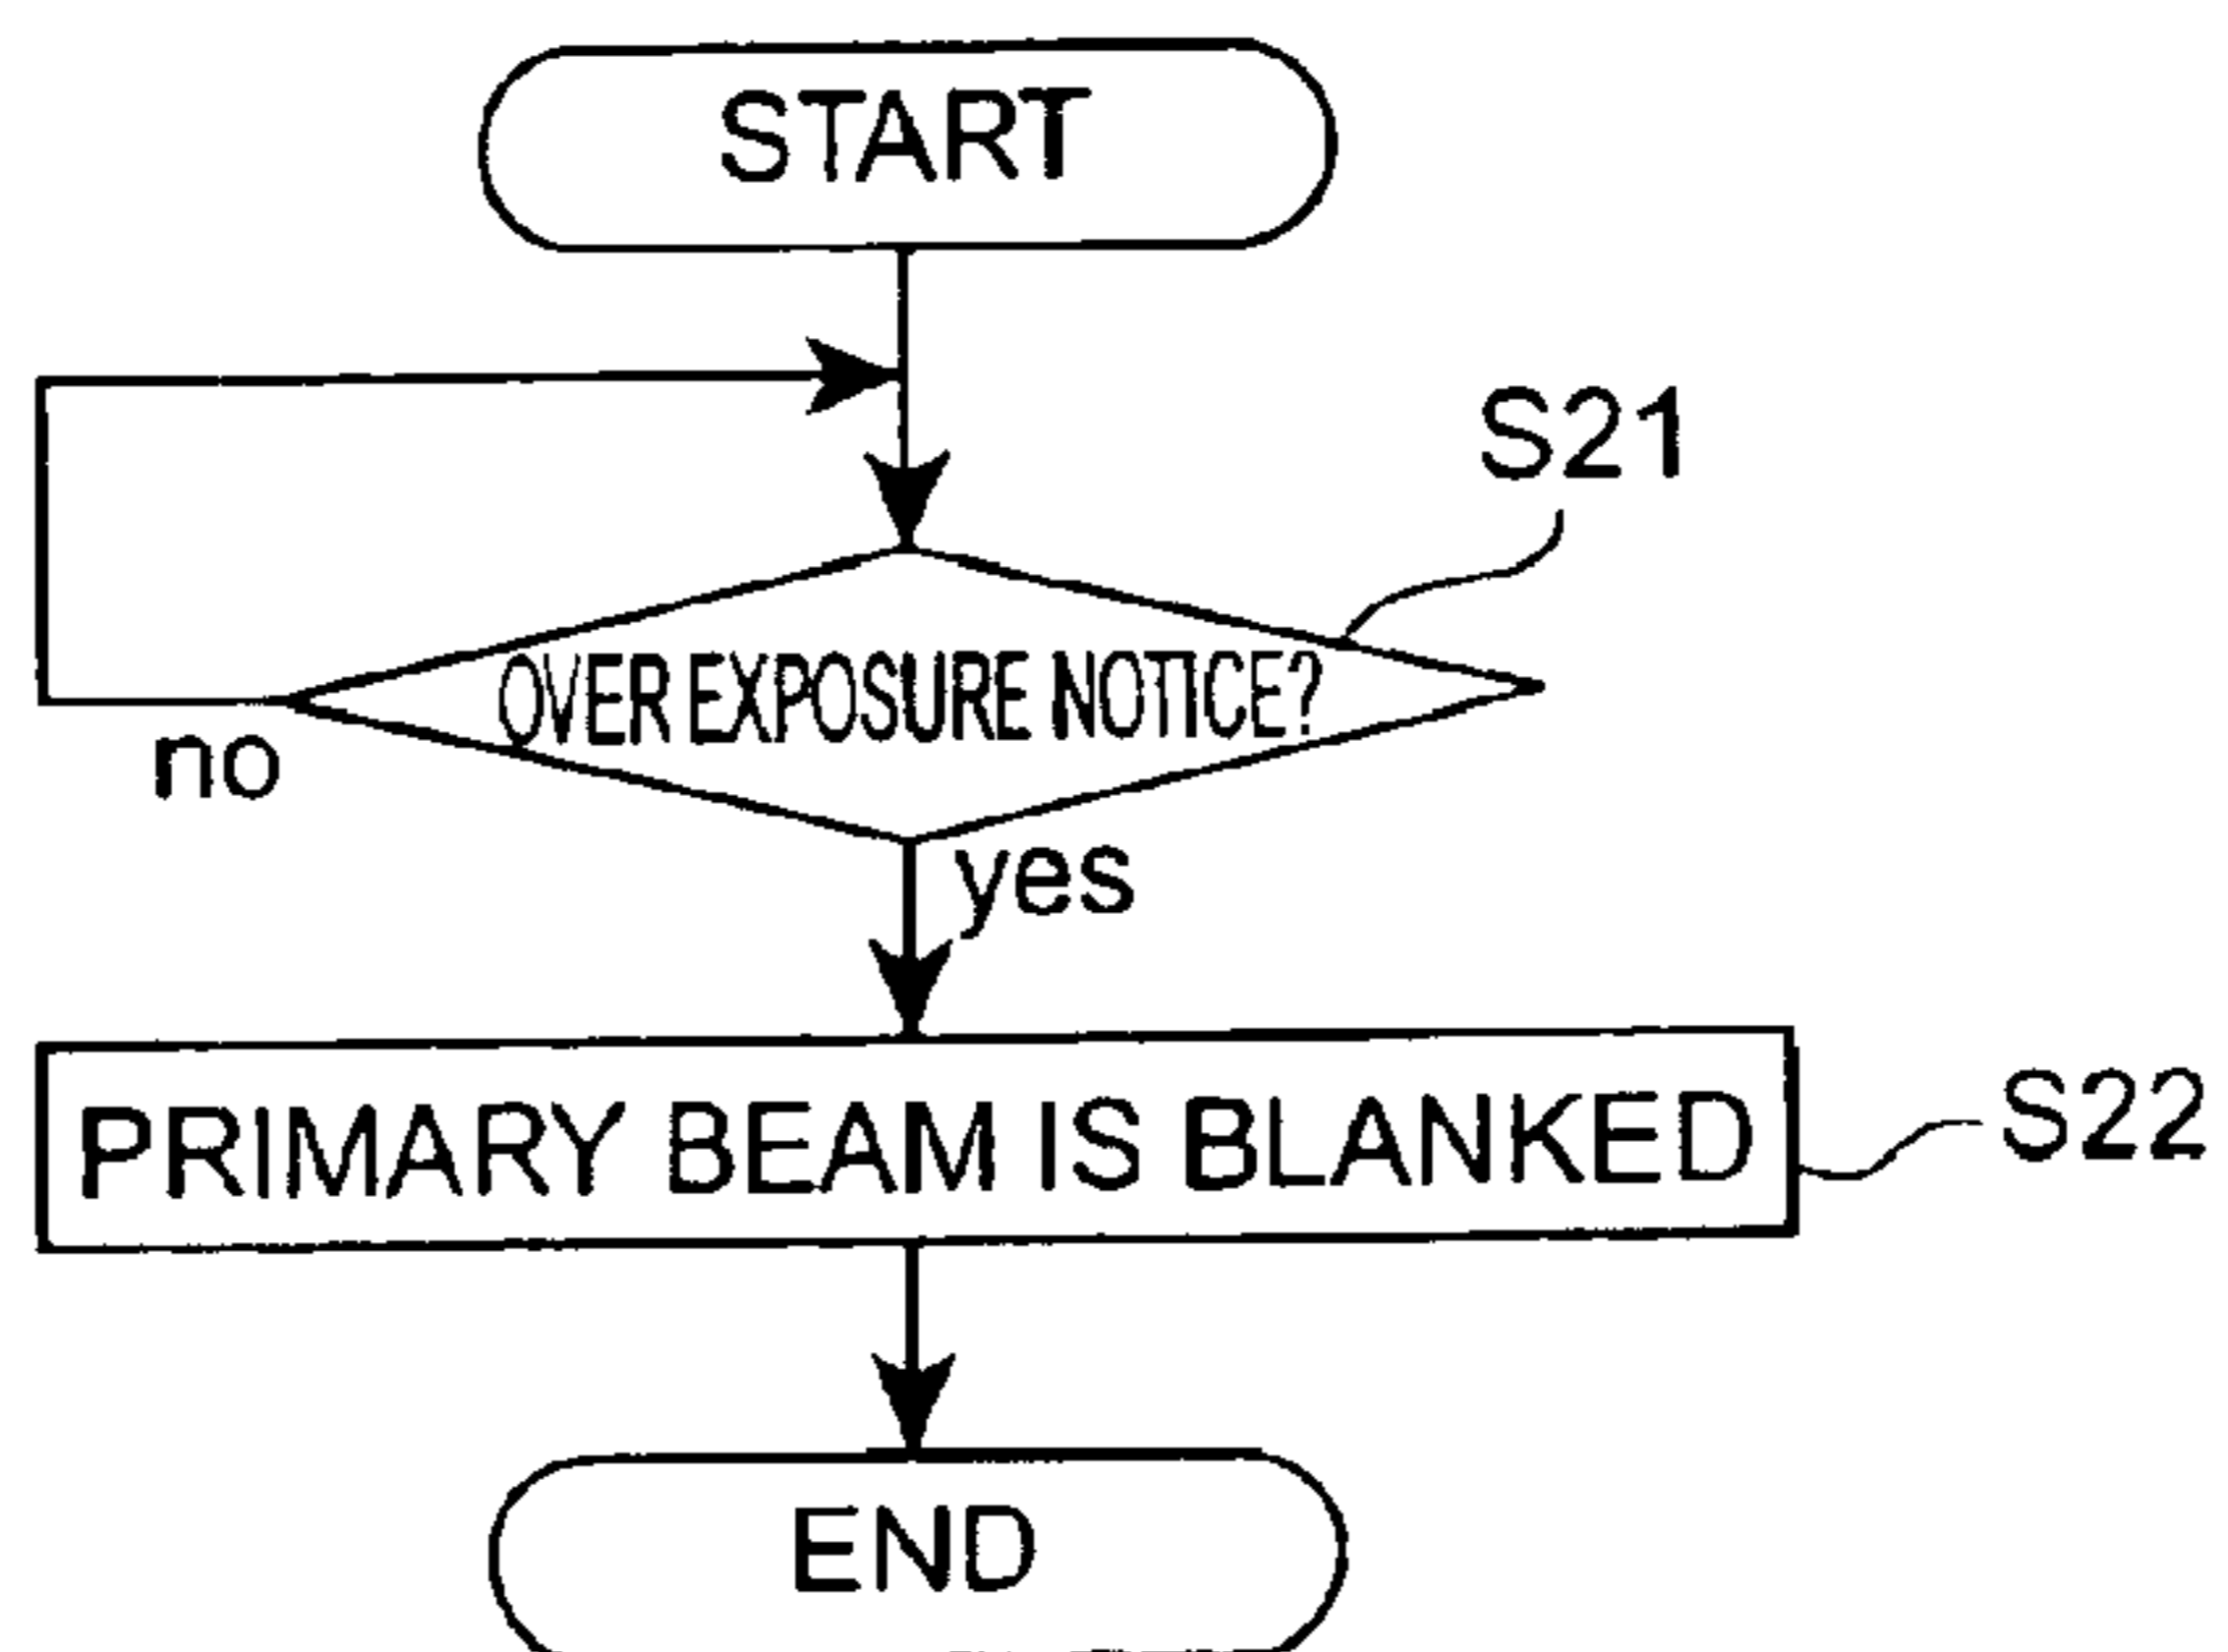 START
S21
OVER EXPOSURE NOTICE?
no
yes
PRIMARY BEAM IS BLANKED
S22
END